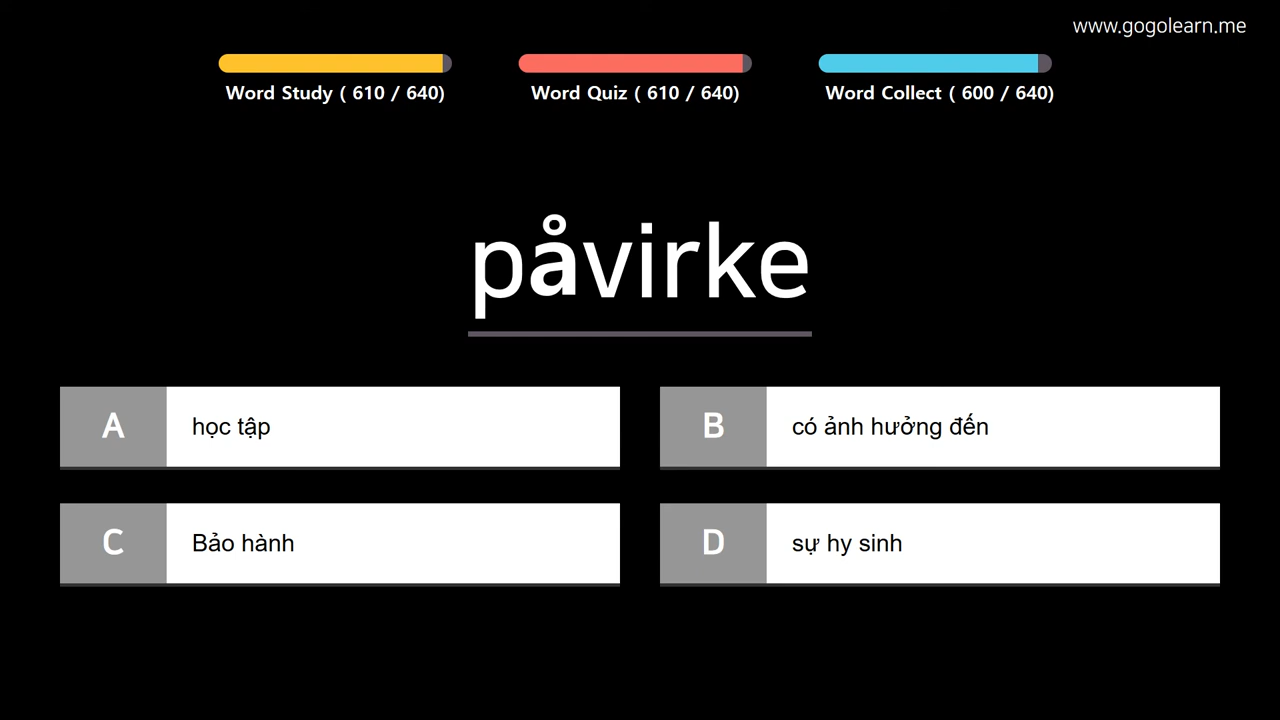 www.gogolearn.me
Word Study ( 610 / 640)
Word Quiz ( 610 / 640)
Word Collect ( 600 / 640)
påvirke
A học tập
B có ảnh hưởng đến
C Bảo hành
D sự hy sinh